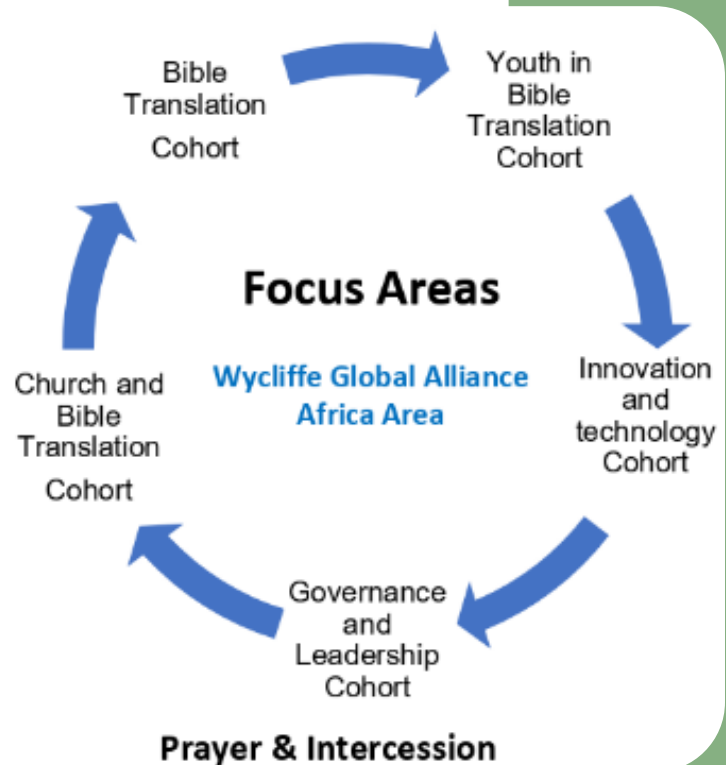 Bible
Translation
Cohort
Youth in
Bible
Translation
Cohort
Focus Areas
Wycliffe Global Alliance
Africa Area
Innovation
and
technology
Cohort
Church and
Bible
Translation
Cohort
Governance
and
Leadership
Cohort
Prayer & Intercession